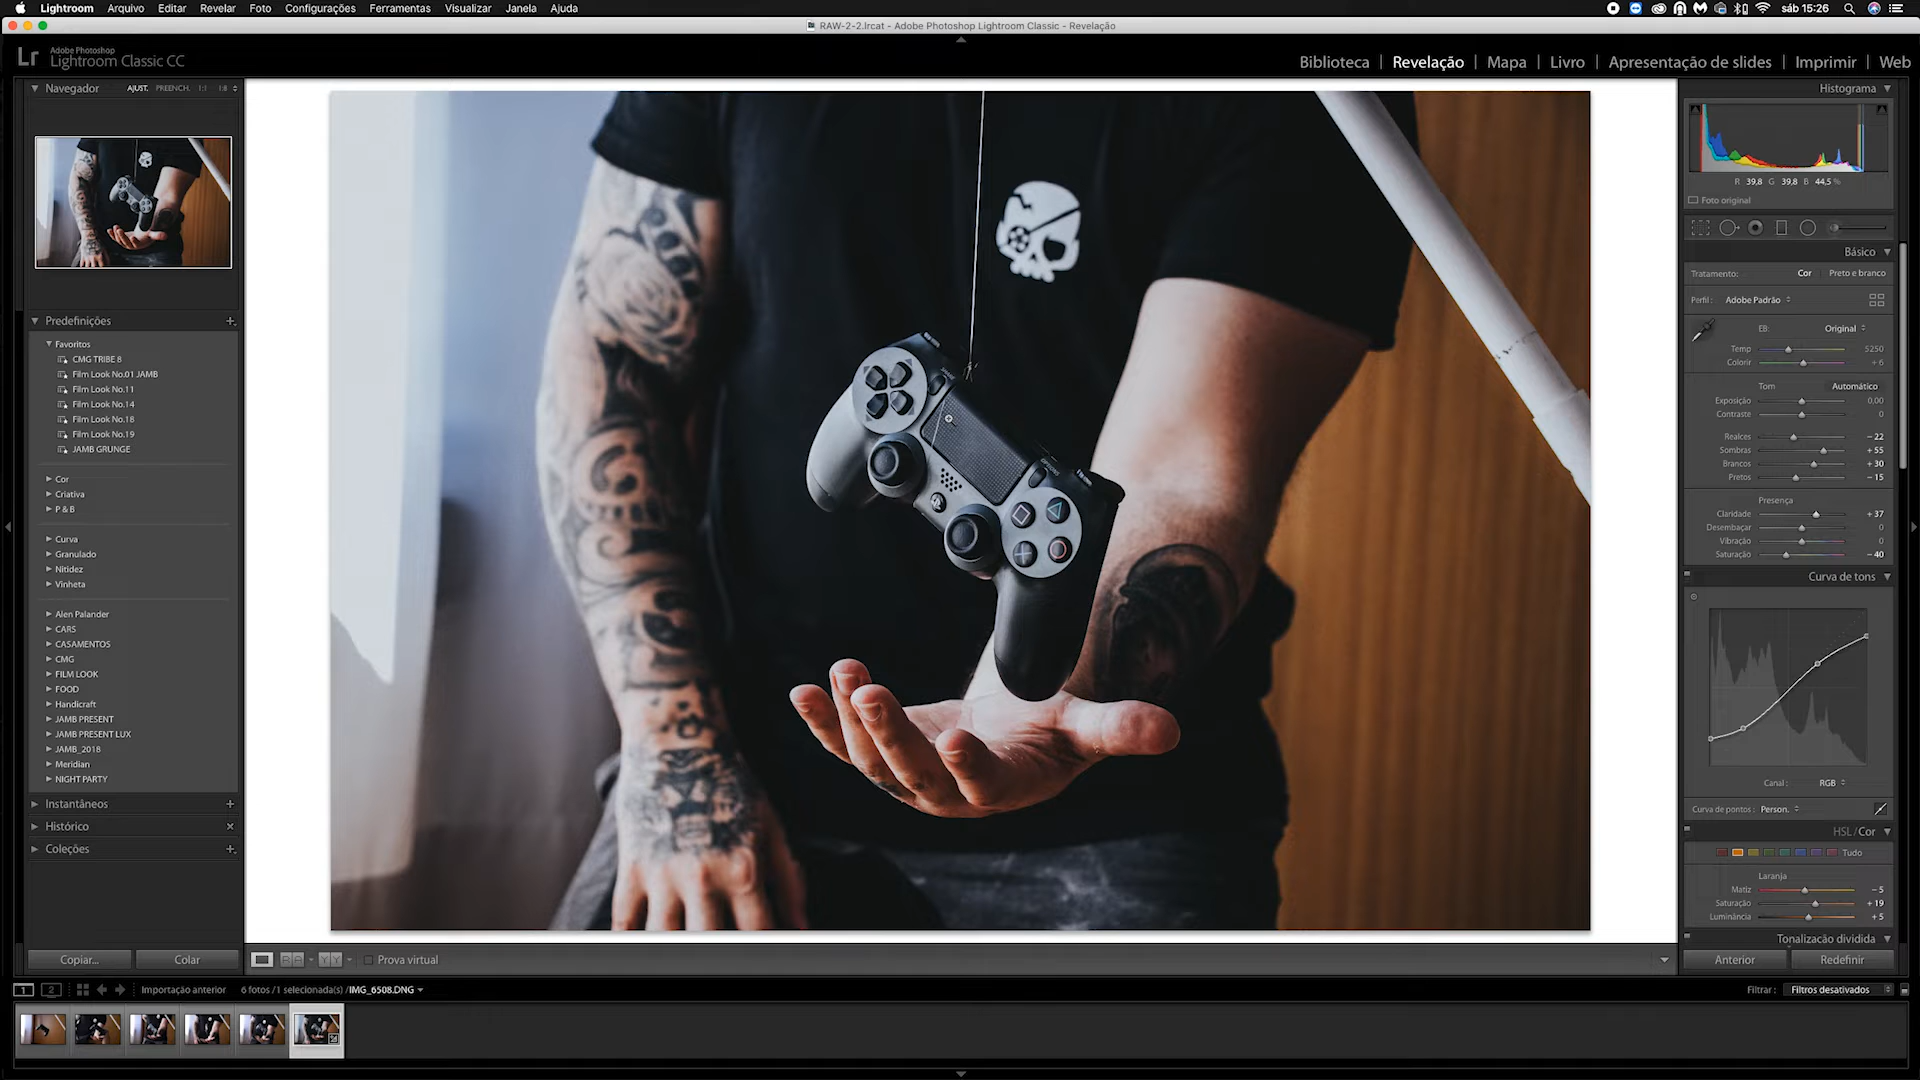 Lightroom Arquivo Editar Revelar Foto Configurações Ferramentas Visualizar Janela Ajuda sáb 15:26
RAW-2-2.lrcat - Adobe Photoshop Lightroom Classic - Revelação
Lr Adobe Photoshop
Lightroom Classic CC
Biblioteca | Revelação | Mapa | Livro | Apresentação de slides | Imprimir | Web
Navegador AJUST. PREENCH. 1:1 1:8
Predefinições
Favoritos
CMG TRIBE 8
Film Look No.01 JAMB
Film Look No.11
Film Look No.14
Film Look No.18
Film Look No.19
JAMB GRUNGE
Cor
Criativa
P & B
Curva
Granulado
Nitidez
Vinheta
Alen Palander
CARS
CASAMENTOS
CMG
FILM LOOK
FOOD
Handicraft
JAMB PRESENT
JAMB PRESENT LUX
JAMB_2018
Meridian
NIGHT PARTY
Instantâneos
Histórico
Coleções
Copiar... Colar
OPTIONS
Prova virtual
Histograma
R 39,8 G 39,8 B 44,5 %
Foto original
Básico
Tratamento: Cor Preto e branco
Perfil: Adobe Padrão
EB: Original
Temp 5250
Colorir + 6
Tom Automático
Exposição 0,00
Contraste 0
Realces − 22
Sombras + 55
Brancos + 30
Pretos − 15
Presença
Claridade + 37
Desembaçar 0
Vibração 0
Saturação − 40
Curva de tons
Canal: RGB
Curva de pontos: Person.
HSL / Cor
Tudo
Laranja
Matiz − 5
Saturação + 19
Luminância + 5
Tonalização dividida
Anterior Redefinir
1 2 Importação anterior 6 fotos / 1 selecionada(s) / IMG_6508.DNG
Filtrar: Filtros desativados